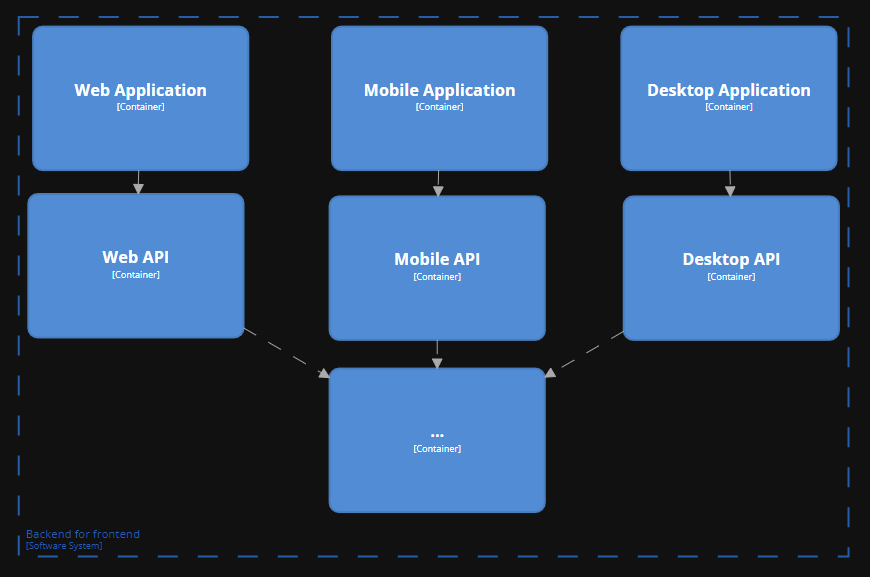 Web Application
[Container]
Mobile Application
[Container]
Desktop Application
[Container]
Web API
[Container]
Mobile API
[Container]
Desktop API
[Container]
...
[Container]
Backend for frontend
[Software System]